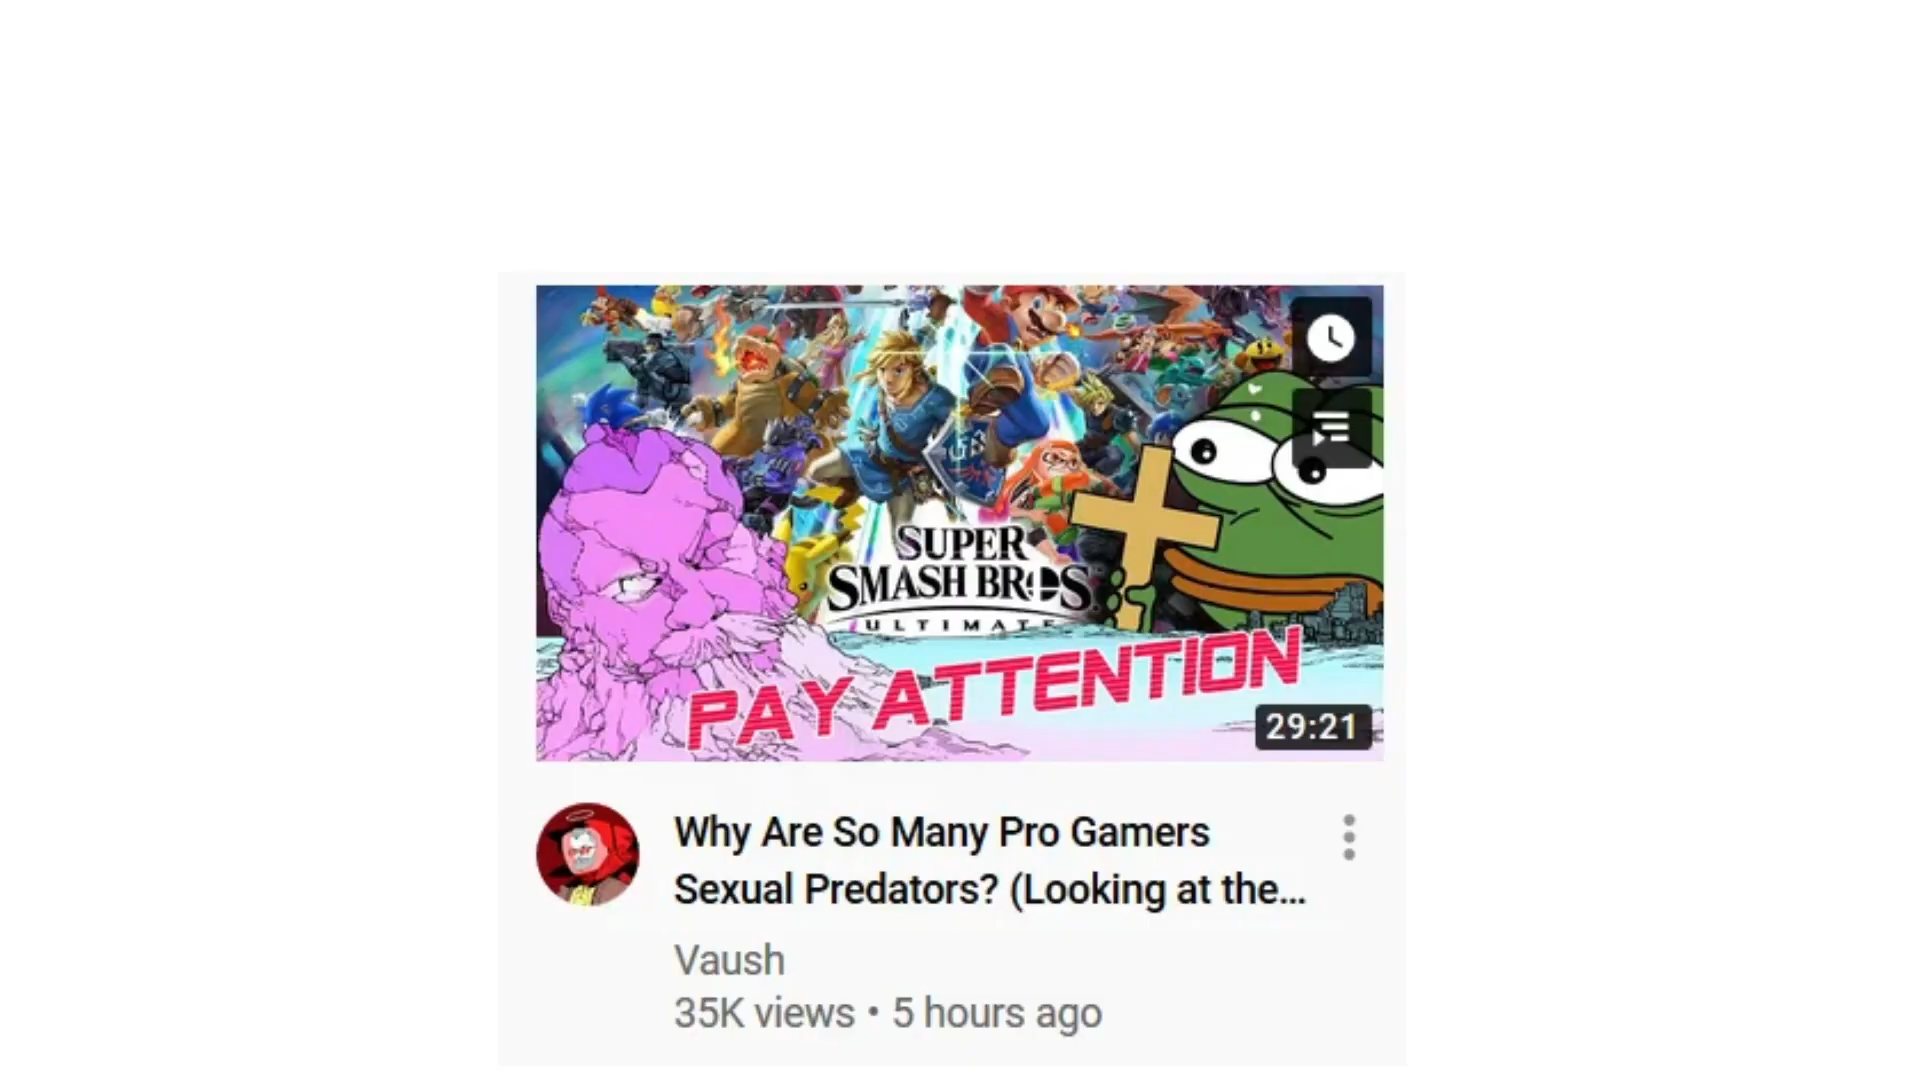 SUPER
SMASH BROS.
ULTIMATE
PAY ATTENTION
29:21
Why Are So Many Pro Gamers
Sexual Predators? (Looking at the...
Vaush
35K views • 5 hours ago